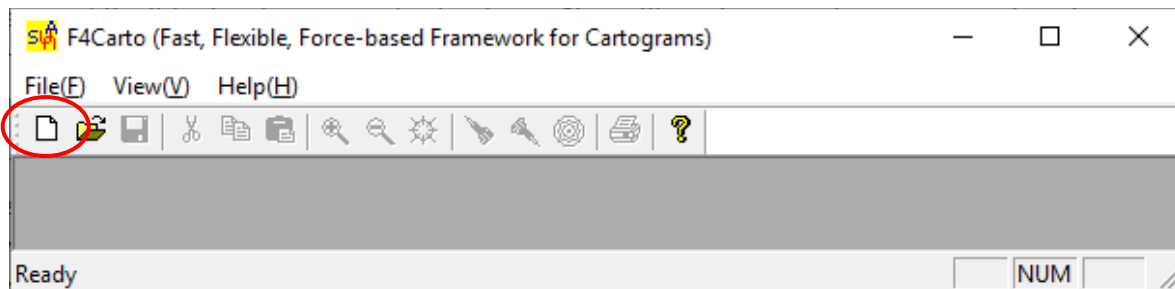 F4Carto (Fast, Flexible, Force-based Framework for Cartograms)
File(F) View(V) Help(H)
?
Ready NUM